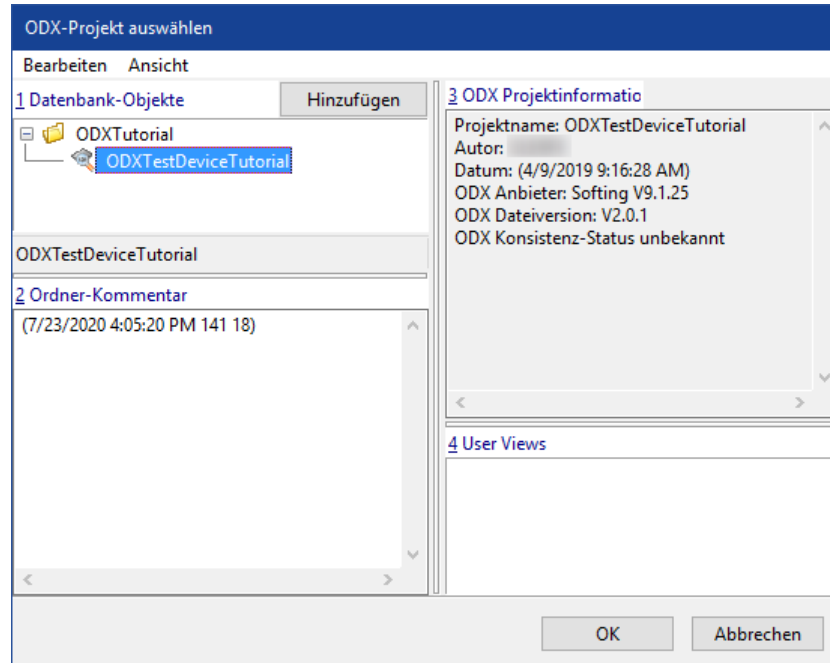 ODX-Projekt auswählen
Bearbeiten Ansicht
1 Datenbank-Objekte
Hinzufügen
ODXTutorial
ODXTestDeviceTutorial
ODXTestDeviceTutorial
2 Ordner-Kommentar
(7/23/2020 4:05:20 PM 141 18)
3 ODX Projektinformatio
Projektname: ODXTestDeviceTutorial
Autor:
Datum: (4/9/2019 9:16:28 AM)
ODX Anbieter: Softing V9.1.25
ODX Dateiversion: V2.0.1
ODX Konsistenz-Status unbekannt
4 User Views
OK
Abbrechen